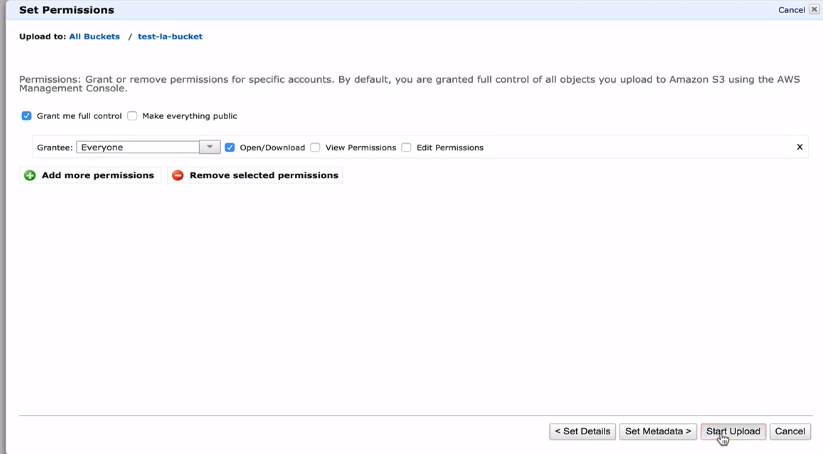 Set Permissions
Cancel x
Upload to: All Buckets / test-la-bucket
Permissions: Grant or remove permissions for specific accounts. By default, you are granted full control of all objects you upload to Amazon S3 using the AWS
Management Console.
Grant me full control Make everything public
Grantee: Everyone Open/Download View Permissions Edit Permissions x
Add more permissions Remove selected permissions
< Set Details Set Metadata > Start Upload Cancel